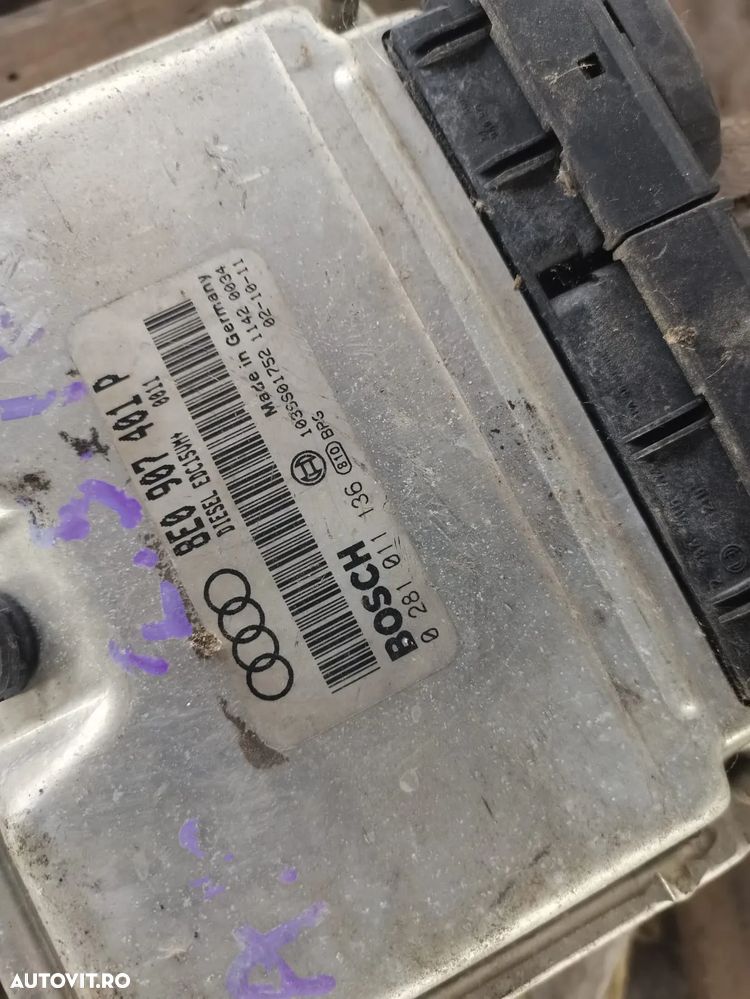 8E0 907 401 P
DIESEL EDC15VM+ 0011
Made in Germany
1039S01752 1142 0034
810 BPG 02-10-11
BOSCH
0 281 011 136
AUTOVIT.RO